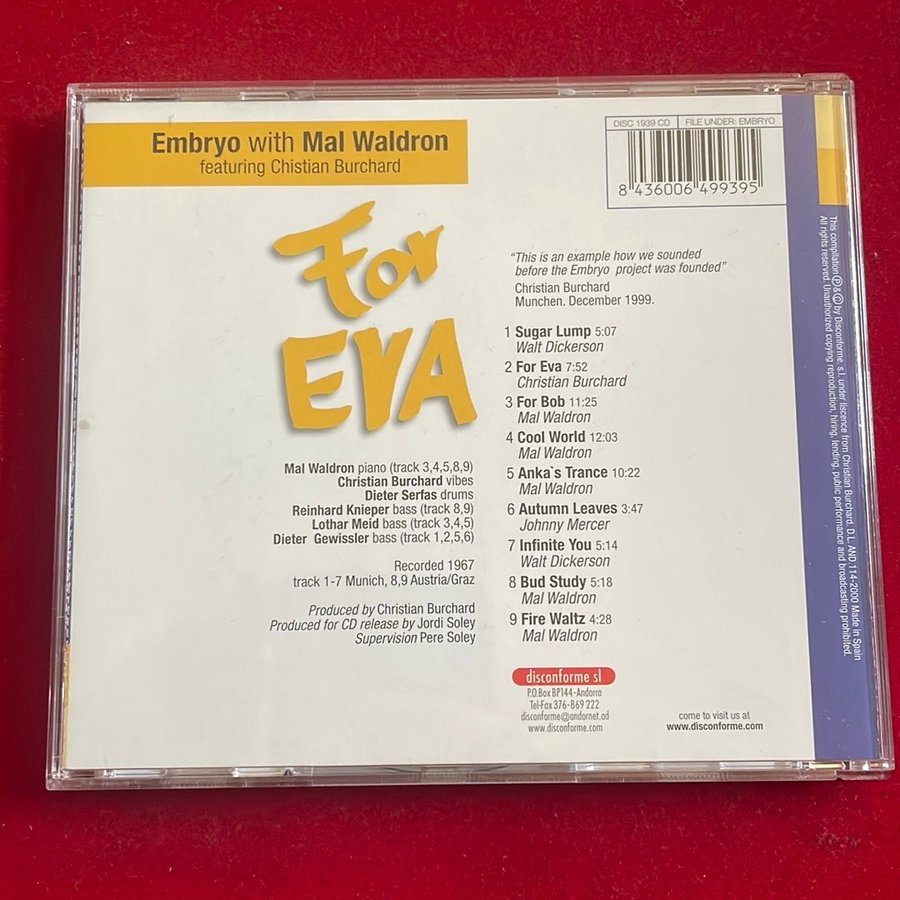 Embryo with Mal Waldron
featuring Chistian Burchard
DISC 1939 CD FILE UNDER: EMBRYO
8 436006 499395
For
EVA
"This is an example how we sounded
before the Embryo project was founded"
Christian Burchard
Munchen. December 1999.
1 Sugar Lump 5:07
Walt Dickerson
2 For Eva 7:52
Christian Burchard
3 For Bob 11:25
Mal Waldron
4 Cool World 12:03
Mal Waldron
5 Anka`s Trance 10:22
Mal Waldron
6 Autumn Leaves 3:47
Johnny Mercer
7 Infinite You 5:14
Walt Dickerson
8 Bud Study 5:18
Mal Waldron
9 Fire Waltz 4:28
Mal Waldron
Mal Waldron piano (track 3,4,5,8,9)
Christian Burchard vibes
Dieter Serfas drums
Reinhard Knieper bass (track 8,9)
Lothar Meid bass (track 3,4,5)
Dieter Gewissler bass (track 1,2,5,6)
Recorded 1967
track 1-7 Munich, 8,9 Austria/Graz
Produced by Christian Burchard
Produced for CD release by Jordi Soley
Supervision Pere Soley
disconforme sl
P.O.Box BP144-Andorra
Tel-Fax 376-869 222
disconforme@andornet.ad
www.disconforme.com
come to visit us at
www.disconforme.com
This compilation ℗ & © by Disconforme, s.l. under liscence from Christian Burchard. D.L. AND.114-2000 Made in Spain
All rights reserved. Unauthorized copying reproduction, hiring, lending, public performance and broadcasting prohibited.